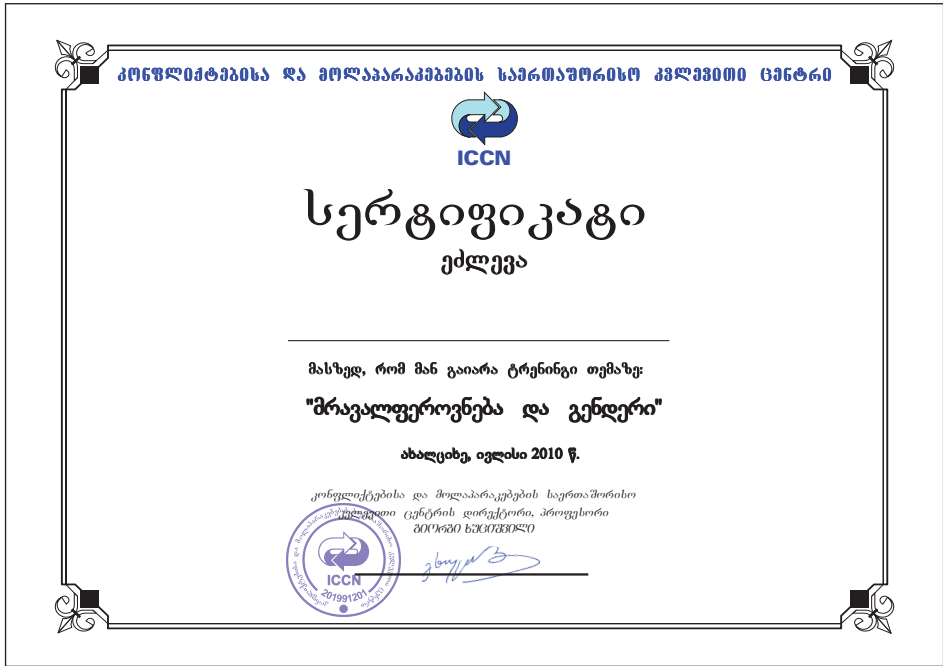 კონფლიქტებისა და მოლაპარაკებების საერთაშორისო კვლევითი ცენტრი
ICCN
სერტიფიკატი
ეძლევა
მასზედ, რომ მან გაიარა ტრენინგი თემაზე:
"მრავალფეროვნება და გენდერი"
ახალციხე, ივლისი 2010 წ.
კონფლიქტებისა და მოლაპარაკებების საერთაშორისო
კვლევითი ცენტრის დირექტორი, პროფესორი
გიორგი ხუციშვილი
ICCN
201991201